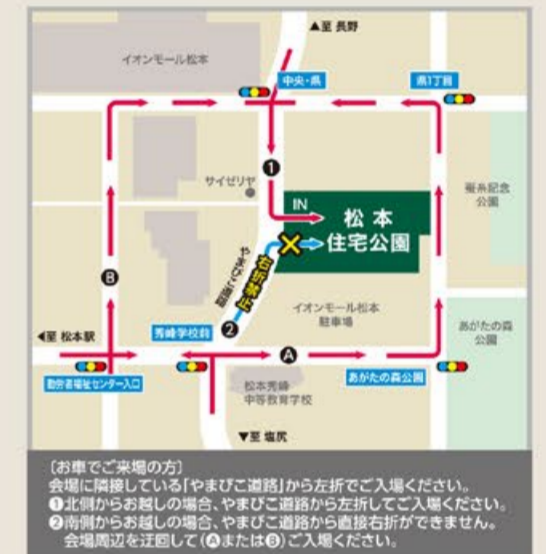 ▲至 長野
イオンモール松本
中央・県
県1丁目
❶
サイゼリヤ
IN
松本
住宅公園
蚕糸記念
公園
やまびこ道路
右折禁止
B
イオンモール松本
駐車場
❷
秀峰学校前
◀至 松本駅
A
あがたの森
公園
勤労者福祉センター入口
松本秀峰
中等教育学校
あがたの森公園
▼至 塩尻
〔お車でご来場の方〕
会場に隣接している「やまびこ道路」から左折でご入場ください。
❶北側からお越しの場合、やまびこ道路から左折してご入場ください。
❷南側からお越しの場合、やまびこ道路から直接右折ができません。
会場周辺を迂回して(AまたはB)ご入場ください。